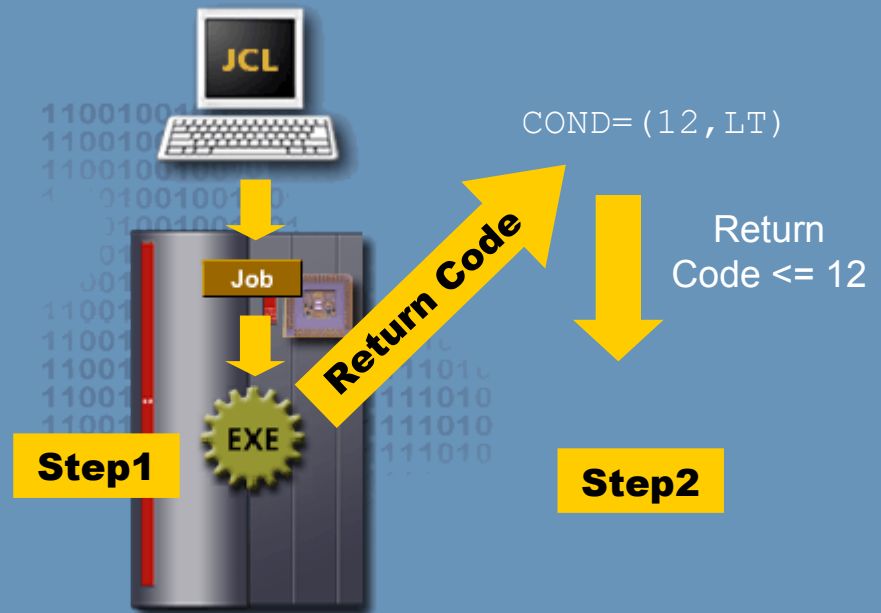 JCL
COND=(12,LT)
Return
Code <= 12
Return Code
Job
EXE
Step1
Step2